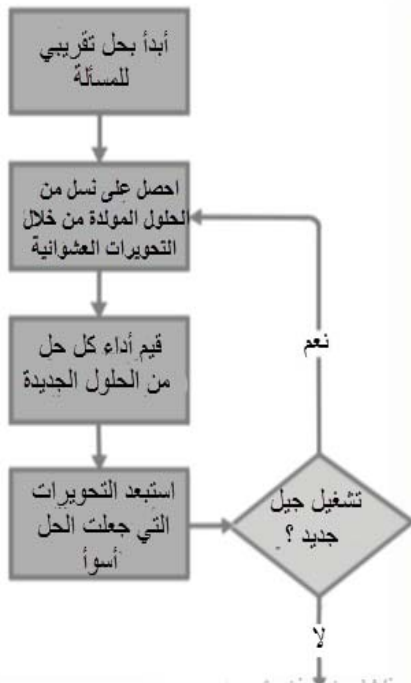 أبدأ بحل تقريبي
للمسألة
احصل على نسل من
الحلول المولدة من خلال
التحويرات العشوائية
قيم أداء كل حل
من الحلول الجديدة
استبعد التحويرات
التي جعلت الحل
أسوأ
تشغيل جيل
جديد ؟
نعم
لا